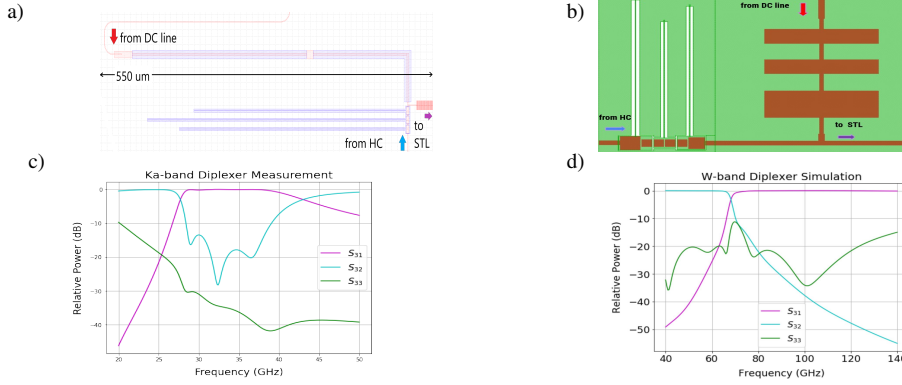 a)
from DC line
550 um
from HC
to
STL
b)
from DC line
from HC
to STL
c)
Ka-band Diplexer Measurement
Relative Power (dB)
0
-10
-20
-30
-40
S31
S32
S33
20 25 30 35 40 45 50
Frequency (GHz)
d)
W-band Diplexer Simulation
Relative Power (dB)
0
−10
−20
−30
−40
−50
S31
S32
S33
40 60 80 100 120 140
Frequency (GHz)